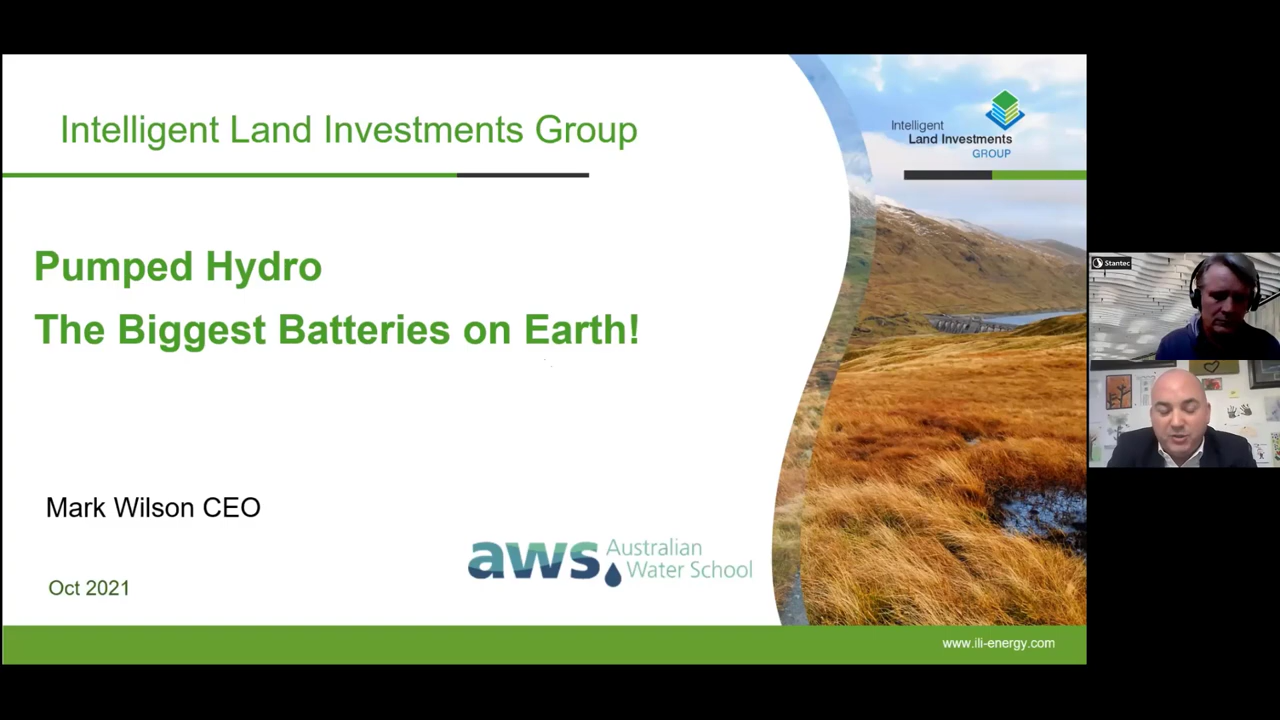 Intelligent Land Investments Group
Intelligent
Land Investments
GROUP
Pumped Hydro
The Biggest Batteries on Earth!
Stantec
Mark Wilson CEO
aws Australian
Water School
Oct 2021
www.ili-energy.com